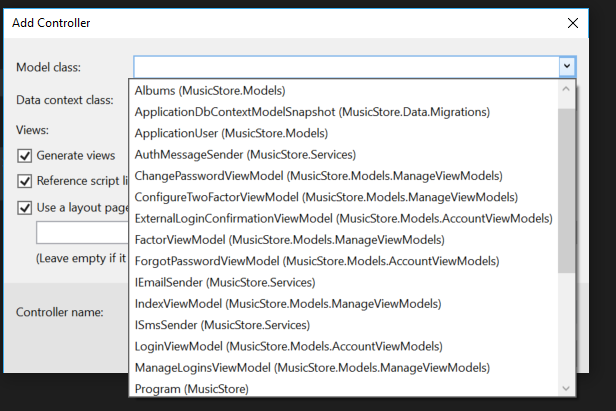 Add Controller
Model class:
Albums (MusicStore.Models)
ApplicationDbContextModelSnapshot (MusicStore.Data.Migrations)
Data context class:
ApplicationUser (MusicStore.Models)
Views:
AuthMessageSender (MusicStore.Services)
Generate views
ChangePasswordViewModel (MusicStore.Models.ManageViewModels)
Reference script li
ConfigureTwoFactorViewModel (MusicStore.Models.ManageViewModels)
Use a layout page
ExternalLoginConfirmationViewModel (MusicStore.Models.AccountViewModels)
FactorViewModel (MusicStore.Models.ManageViewModels)
(Leave empty if it
ForgotPasswordViewModel (MusicStore.Models.AccountViewModels)
IEmailSender (MusicStore.Services)
IndexViewModel (MusicStore.Models.ManageViewModels)
Controller name:
ISmsSender (MusicStore.Services)
LoginViewModel (MusicStore.Models.AccountViewModels)
ManageLoginsViewModel (MusicStore.Models.ManageViewModels)
Program (MusicStore)